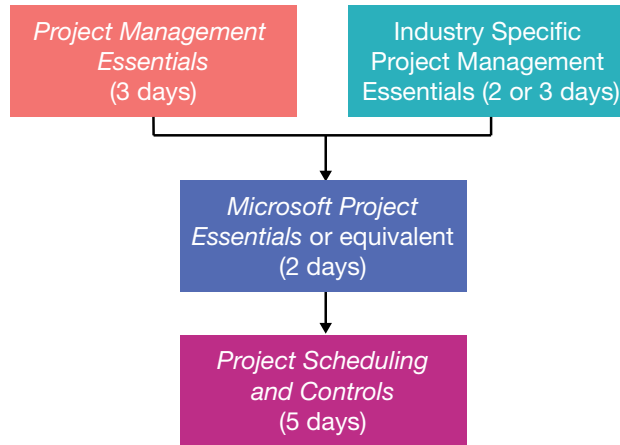 Project Management
Essentials
(3 days)
Industry Specific
Project Management
Essentials (2 or 3 days)
Microsoft Project
Essentials or equivalent
(2 days)
Project Scheduling
and Controls
(5 days)